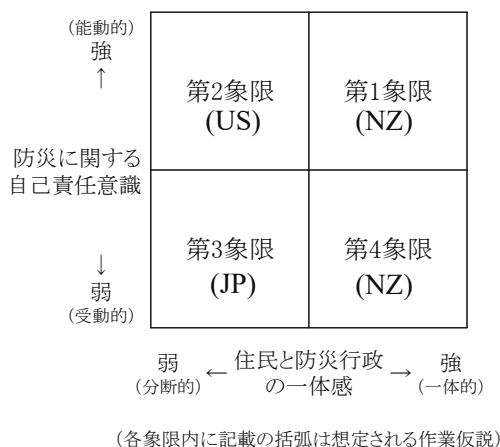 (能動的)
強
↑
防災に関する
自己責任意識
↓
弱
(受動的)
第2象限
(US)
第1象限
(NZ)
第3象限
(JP)
第4象限
(NZ)
弱
(分断的)
←
住民と防災行政
の一体感
→
強
(一体的)
(各象限内に記載の括弧は想定される作業仮説)